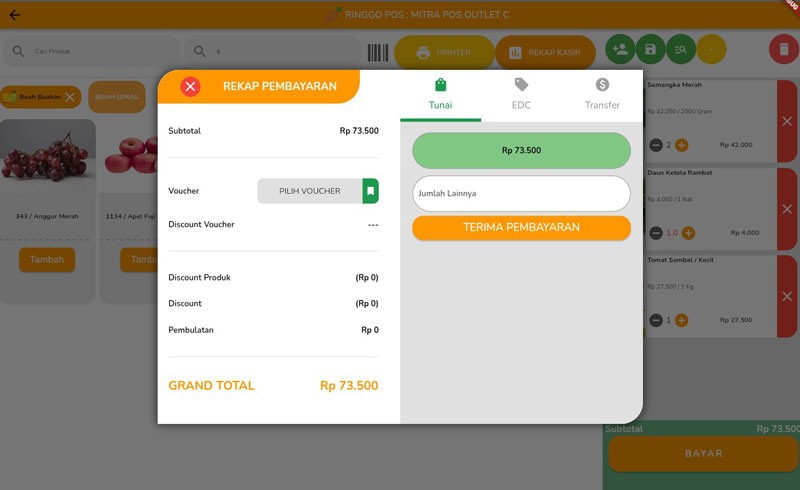 RINGGO POS : MITRA POS OUTLET C
Cari Produk
S
PRINTER
REKAP KASIR
-
Buah Buahan
BUAH LOKAL
343 / Anggur Merah
Tambah
1134 / Apel Fuji
Tamb
REKAP PEMBAYARAN
Subtotal
Rp 73.500
Voucher
PILIH VOUCHER
Discount Voucher
---
Discount Produk
(Rp 0)
Discount
(Rp 0)
Pembulatan
Rp 0
GRAND TOTAL
Rp 73.500
Tunai
EDC
Transfer
Rp 73.500
Jumlah Lainnya
TERIMA PEMBAYARAN
Semangka Merah
Rp 42.000 / 2000 Gram
2
Rp 42.000
Daun Ketela Rambat
Rp 4.000 / 1 Ikat
1.0
Rp 4.000
Tomat Sambal / Kecil
Rp 27.500 / 1 Kg
1
Rp 27.500
Subtotal
Rp 73.500
BAYAR